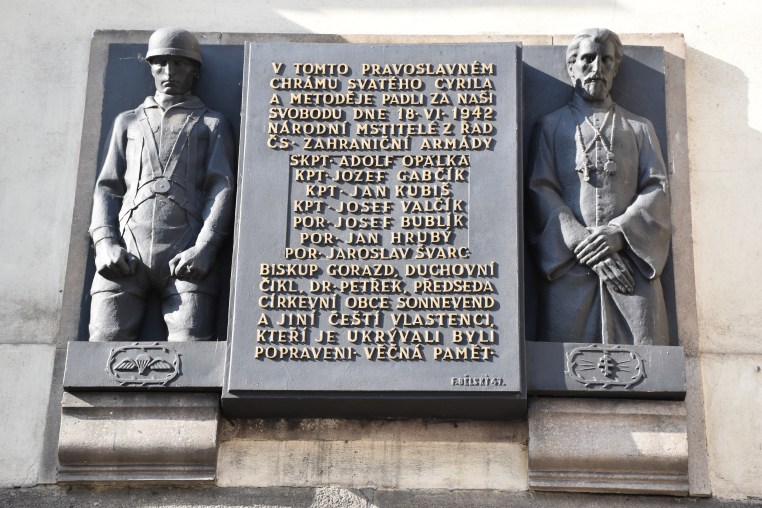 V TOMTO PRAVOSLAVNÉM
CHRÁMU SVATÉHO CYRILA
A METODĚJE PADLI ZA NAŠI
SVOBODU DNE 18·VI·1942
NÁRODNÍ MSTITELÉ Z ŘAD
ČS· ZAHRANIČNÍ ARMÁDY
SKPT· ADOLF OPÁLKA
KPT· JOZEF GABČÍK
KPT· JAN KUBIŠ
KPT· JOSEF VALČÍK
POR· JOSEF BUBLÍK
POR· JAN HRUBÝ
POR· JAROSLAV ŠVARC
BISKUP GORAZD, DUCHOVNÍ
ČIKL, DR· PETŘEK, PŘEDSEDA
CÍRKEVNÍ OBCE SONNEVEND
A JINÍ ČEŠTÍ VLASTENCI,
KTEŘÍ JE UKRÝVALI BYLI
POPRAVENI· VĚČNÁ PAMĚT·
F. BĚLSKÝ 47.